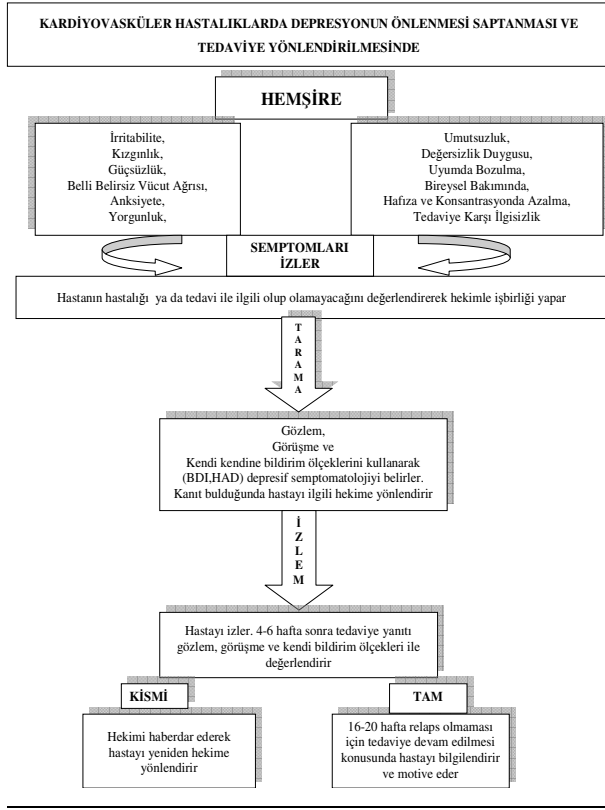 KARDİYOVASKÜLER HASTALIKLARDA DEPRESYONUN ÖNLENMESİ SAPTANMASI VE
TEDAVİYE YÖNLENDİRİLMESİNDE
HEMŞİRE
İrritabilite,
Kızgınlık,
Güçsüzlük,
Belli Belirsiz Vücut Ağrısı,
Anksiyete,
Yorgunluk,
Umutsuzluk,
Değersizlik Duygusu,
Uyumda Bozulma,
Bireysel Bakımında,
Hafıza ve Konsantrasyonda Azalma,
Tedaviye Karşı İlgisizlik
SEMPTOMLARI
İZLER
Hastanın hastalığı ya da tedavi ile ilgili olup olamayacağını değerlendirerek hekimle işbirliği yapar
T
A
R
A
M
A
Gözlem,
Görüşme ve
Kendi kendine bildirim ölçeklerini kullanarak
(BDI,HAD) depresif semptomatolojiyi belirler.
Kanıt bulduğunda hastayı ilgili hekime yönlendirir
İ
Z
L
E
M
Hastayı izler. 4-6 hafta sonra tedaviye yanıtı
gözlem, görüşme ve kendi bildirim ölçekleri ile
değerlendirir
KİSMİ
Hekimi haberdar ederek
hastayı yeniden hekime
yönlendirir
TAM
16-20 hafta relaps olmaması
için tedaviye devam edilmesi
konusunda hastayı bilgilendirir
ve motive eder